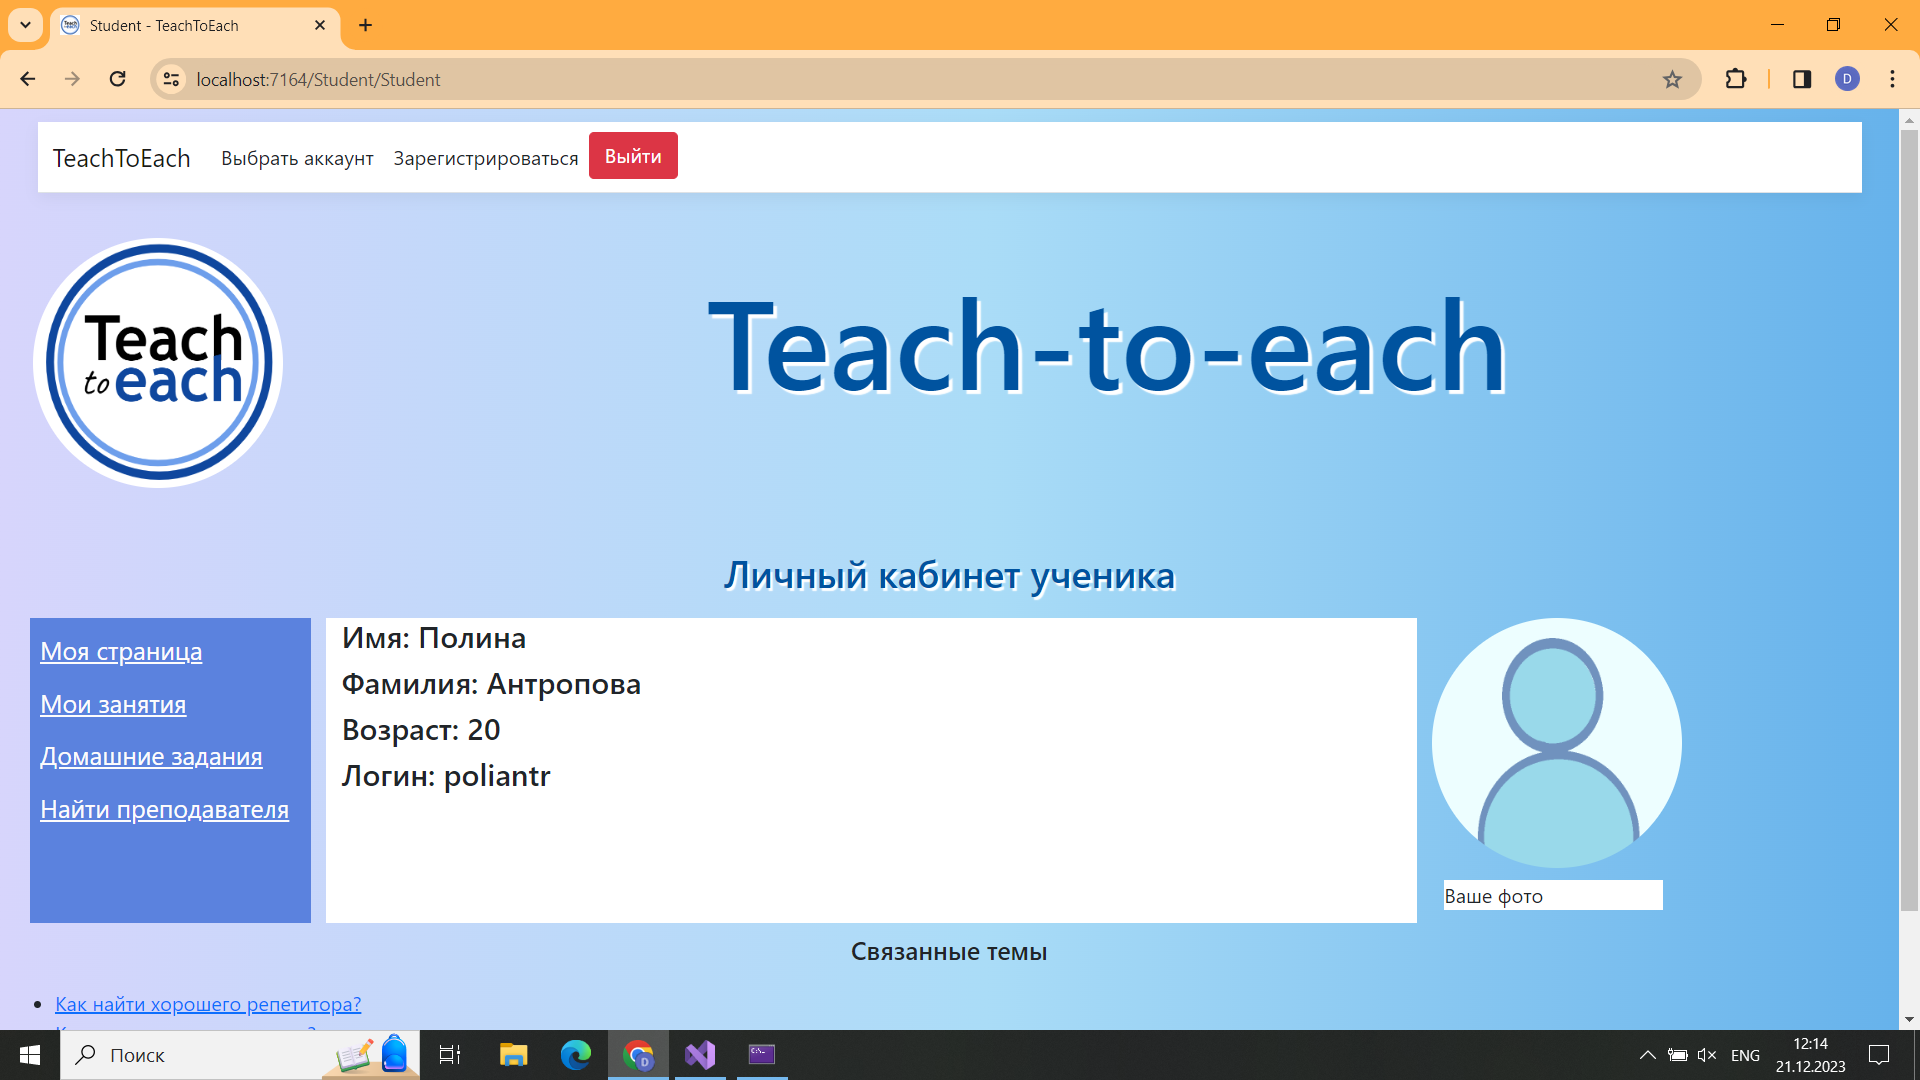 Student - TeachToEach
localhost:7164/Student/Student
D
TeachToEach Выбрать аккаунт Зарегистрироваться Выйти
Teach
to each
Teach-to-each
Личный кабинет ученика
Моя страница
Мои занятия
Домашние задания
Найти преподавателя
Имя: Полина
Фамилия: Антропова
Возраст: 20
Логин: poliantr
Ваше фото
Связанные темы
Как найти хорошего репетитора?
Поиск
D
ENG
12:14
21.12.2023